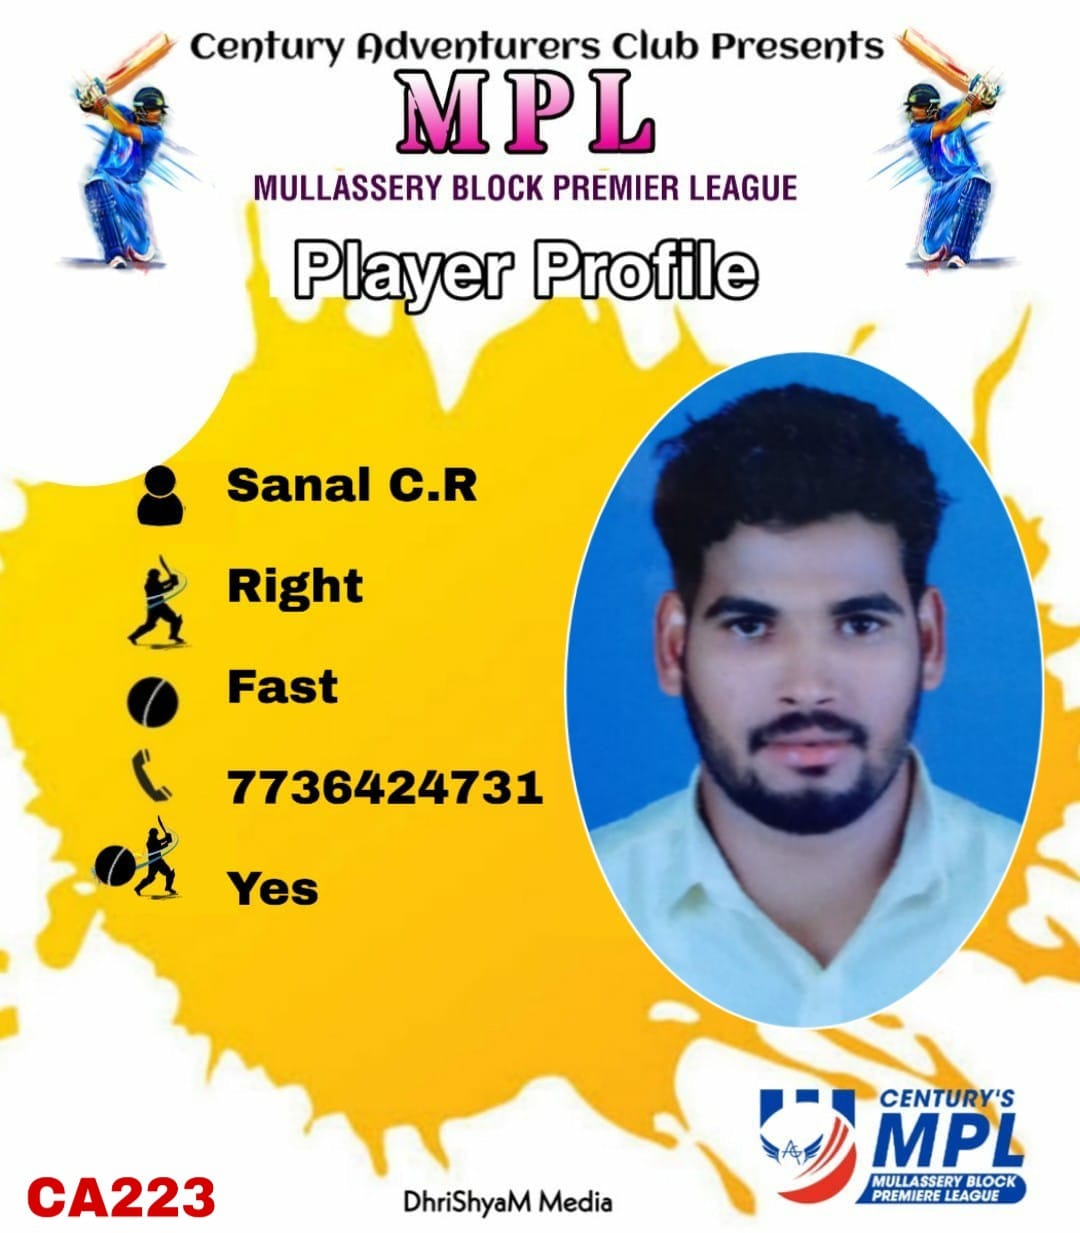 Century Adventurers Club Presents
MPL
MULLASSERY BLOCK PREMIER LEAGUE
Player Profile
Sanal C.R
Right
Fast
7736424731
Yes
CENTURY'S
MPL
MULLASSERY BLOCK
PREMIERE LEAGUE
CA223
DhriShyaM Media